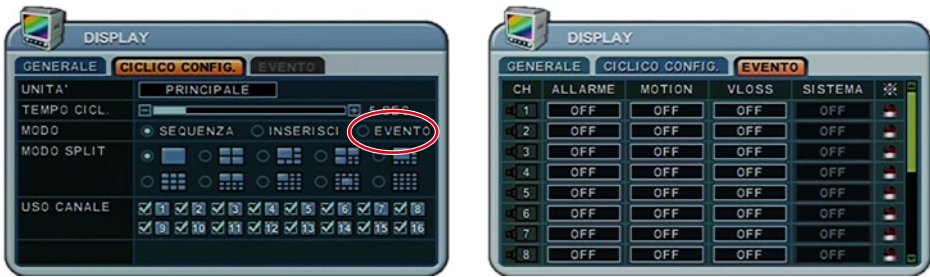 DISPLAY
GENERALE CICLICO CONFIG. EVENTO
UNITA' PRINCIPALE
TEMPO CICL. 5 SEC
MODO SEQUENZA INSERISCI EVENTO
MODO SPLIT
USO CANALE 1 2 3 4 5 6 7 8
9 10 11 12 13 14 15 16
DISPLAY
GENERALE CICLICO CONFIG. EVENTO
CH ALLARME MOTION VLOSS SISTEMA
1 OFF OFF OFF OFF
2 OFF OFF OFF OFF
3 OFF OFF OFF OFF
4 OFF OFF OFF OFF
5 OFF OFF OFF OFF
6 OFF OFF OFF OFF
7 OFF OFF OFF OFF
8 OFF OFF OFF OFF